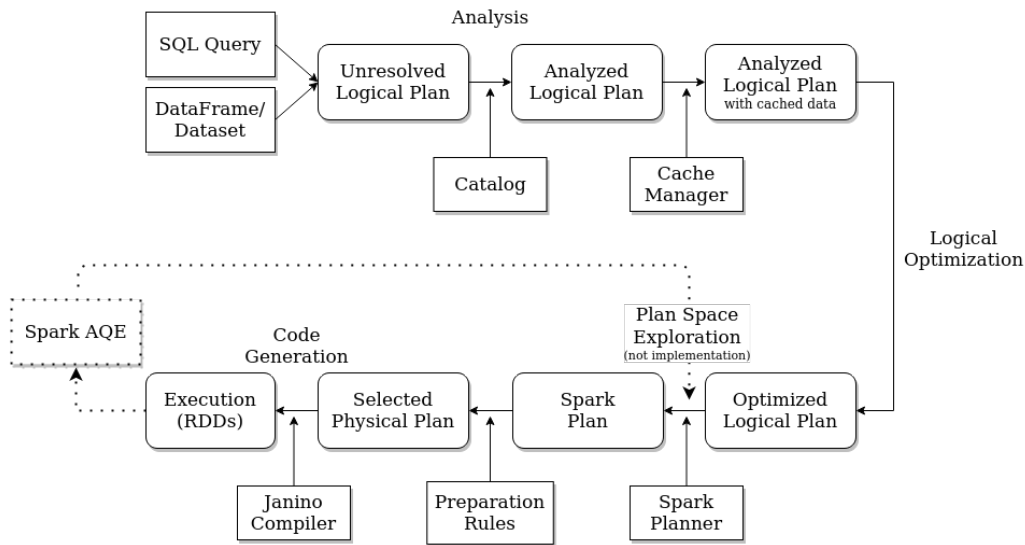 Analysis
SQL Query
DataFrame/
Dataset
Unresolved
Logical Plan
Analyzed
Logical Plan
Analyzed
Logical Plan
with cached data
Catalog
Cache
Manager
Logical
Optimization
Spark AQE
Code
Generation
Plan Space
Exploration
(not implementation)
Execution
(RDDs)
Selected
Physical Plan
Spark
Plan
Optimized
Logical Plan
Janino
Compiler
Preparation
Rules
Spark
Planner